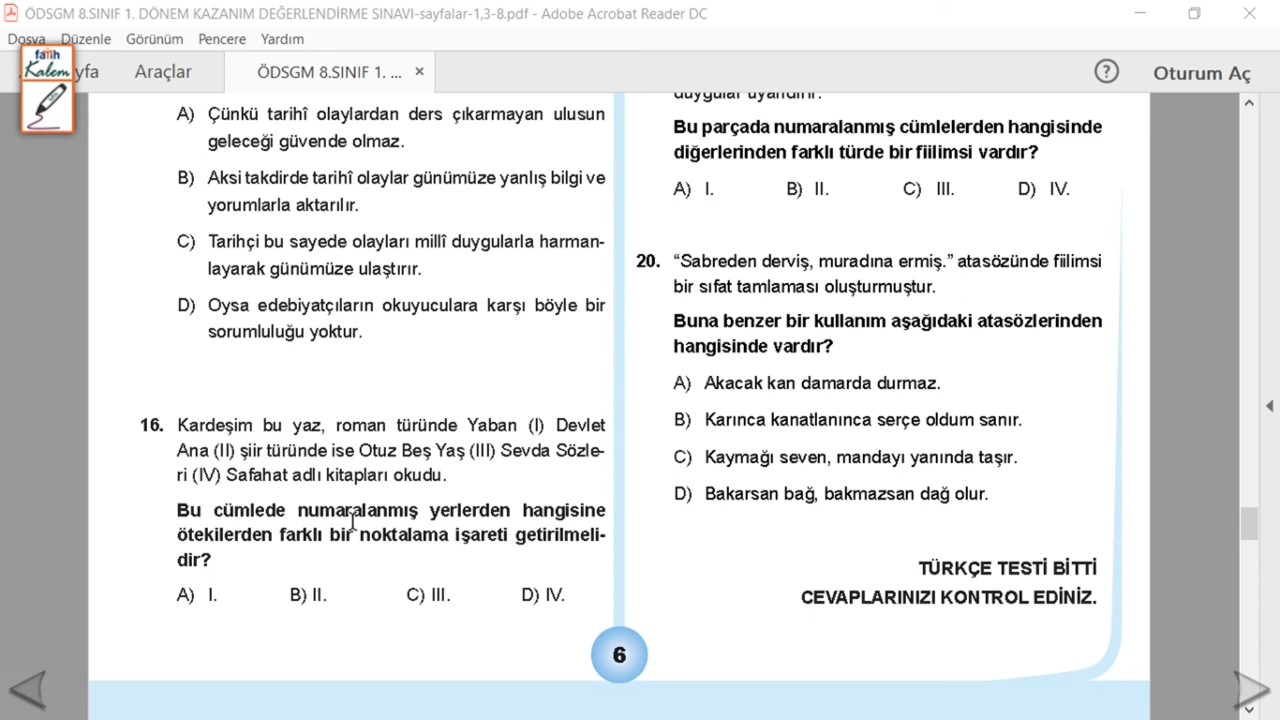 ÖDSGM 8.SINIF 1. DÖNEM KAZANIM DEĞERLENDİRME SINAVI-sayfalar-1,3-8.pdf - Adobe Acrobat Reader DC
Dosya Düzenle Görünüm Pencere Yardım
fatih
Kalem
yfa Araçlar ÖDSGM 8.SINIF 1. ... × ? Oturum Aç
A) Çünkü tarihî olaylardan ders çıkarmayan ulusun
geleceği güvende olmaz.
B) Aksi takdirde tarihî olaylar günümüze yanlış bilgi ve
yorumlarla aktarılır.
C) Tarihçi bu sayede olayları millî duygularla harman-
layarak günümüze ulaştırır.
D) Oysa edebiyatçıların okuyuculara karşı böyle bir
sorumluluğu yoktur.
16. Kardeşim bu yaz, roman türünde Yaban (I) Devlet
Ana (II) şiir türünde ise Otuz Beş Yaş (III) Sevda Sözle-
ri (IV) Safahat adlı kitapları okudu.
Bu cümlede numaralanmış yerlerden hangisine
ötekilerden farklı bir noktalama işareti getirilmeli-
dir?
A) I. B) II. C) III. D) IV.
duygular uyandırır.
Bu parçada numaralanmış cümlelerden hangisinde
diğerlerinden farklı türde bir fiilimsi vardır?
A) I. B) II. C) III. D) IV.
20. “Sabreden derviş, muradına ermiş.” atasözünde fiilimsi
bir sıfat tamlaması oluşturmuştur.
Buna benzer bir kullanım aşağıdaki atasözlerinden
hangisinde vardır?
A) Akacak kan damarda durmaz.
B) Karınca kanatlanınca serçe oldum sanır.
C) Kaymağı seven, mandayı yanında taşır.
D) Bakarsan bağ, bakmazsan dağ olur.
TÜRKÇE TESTİ BİTTİ
CEVAPLARINIZI KONTROL EDİNİZ.
6